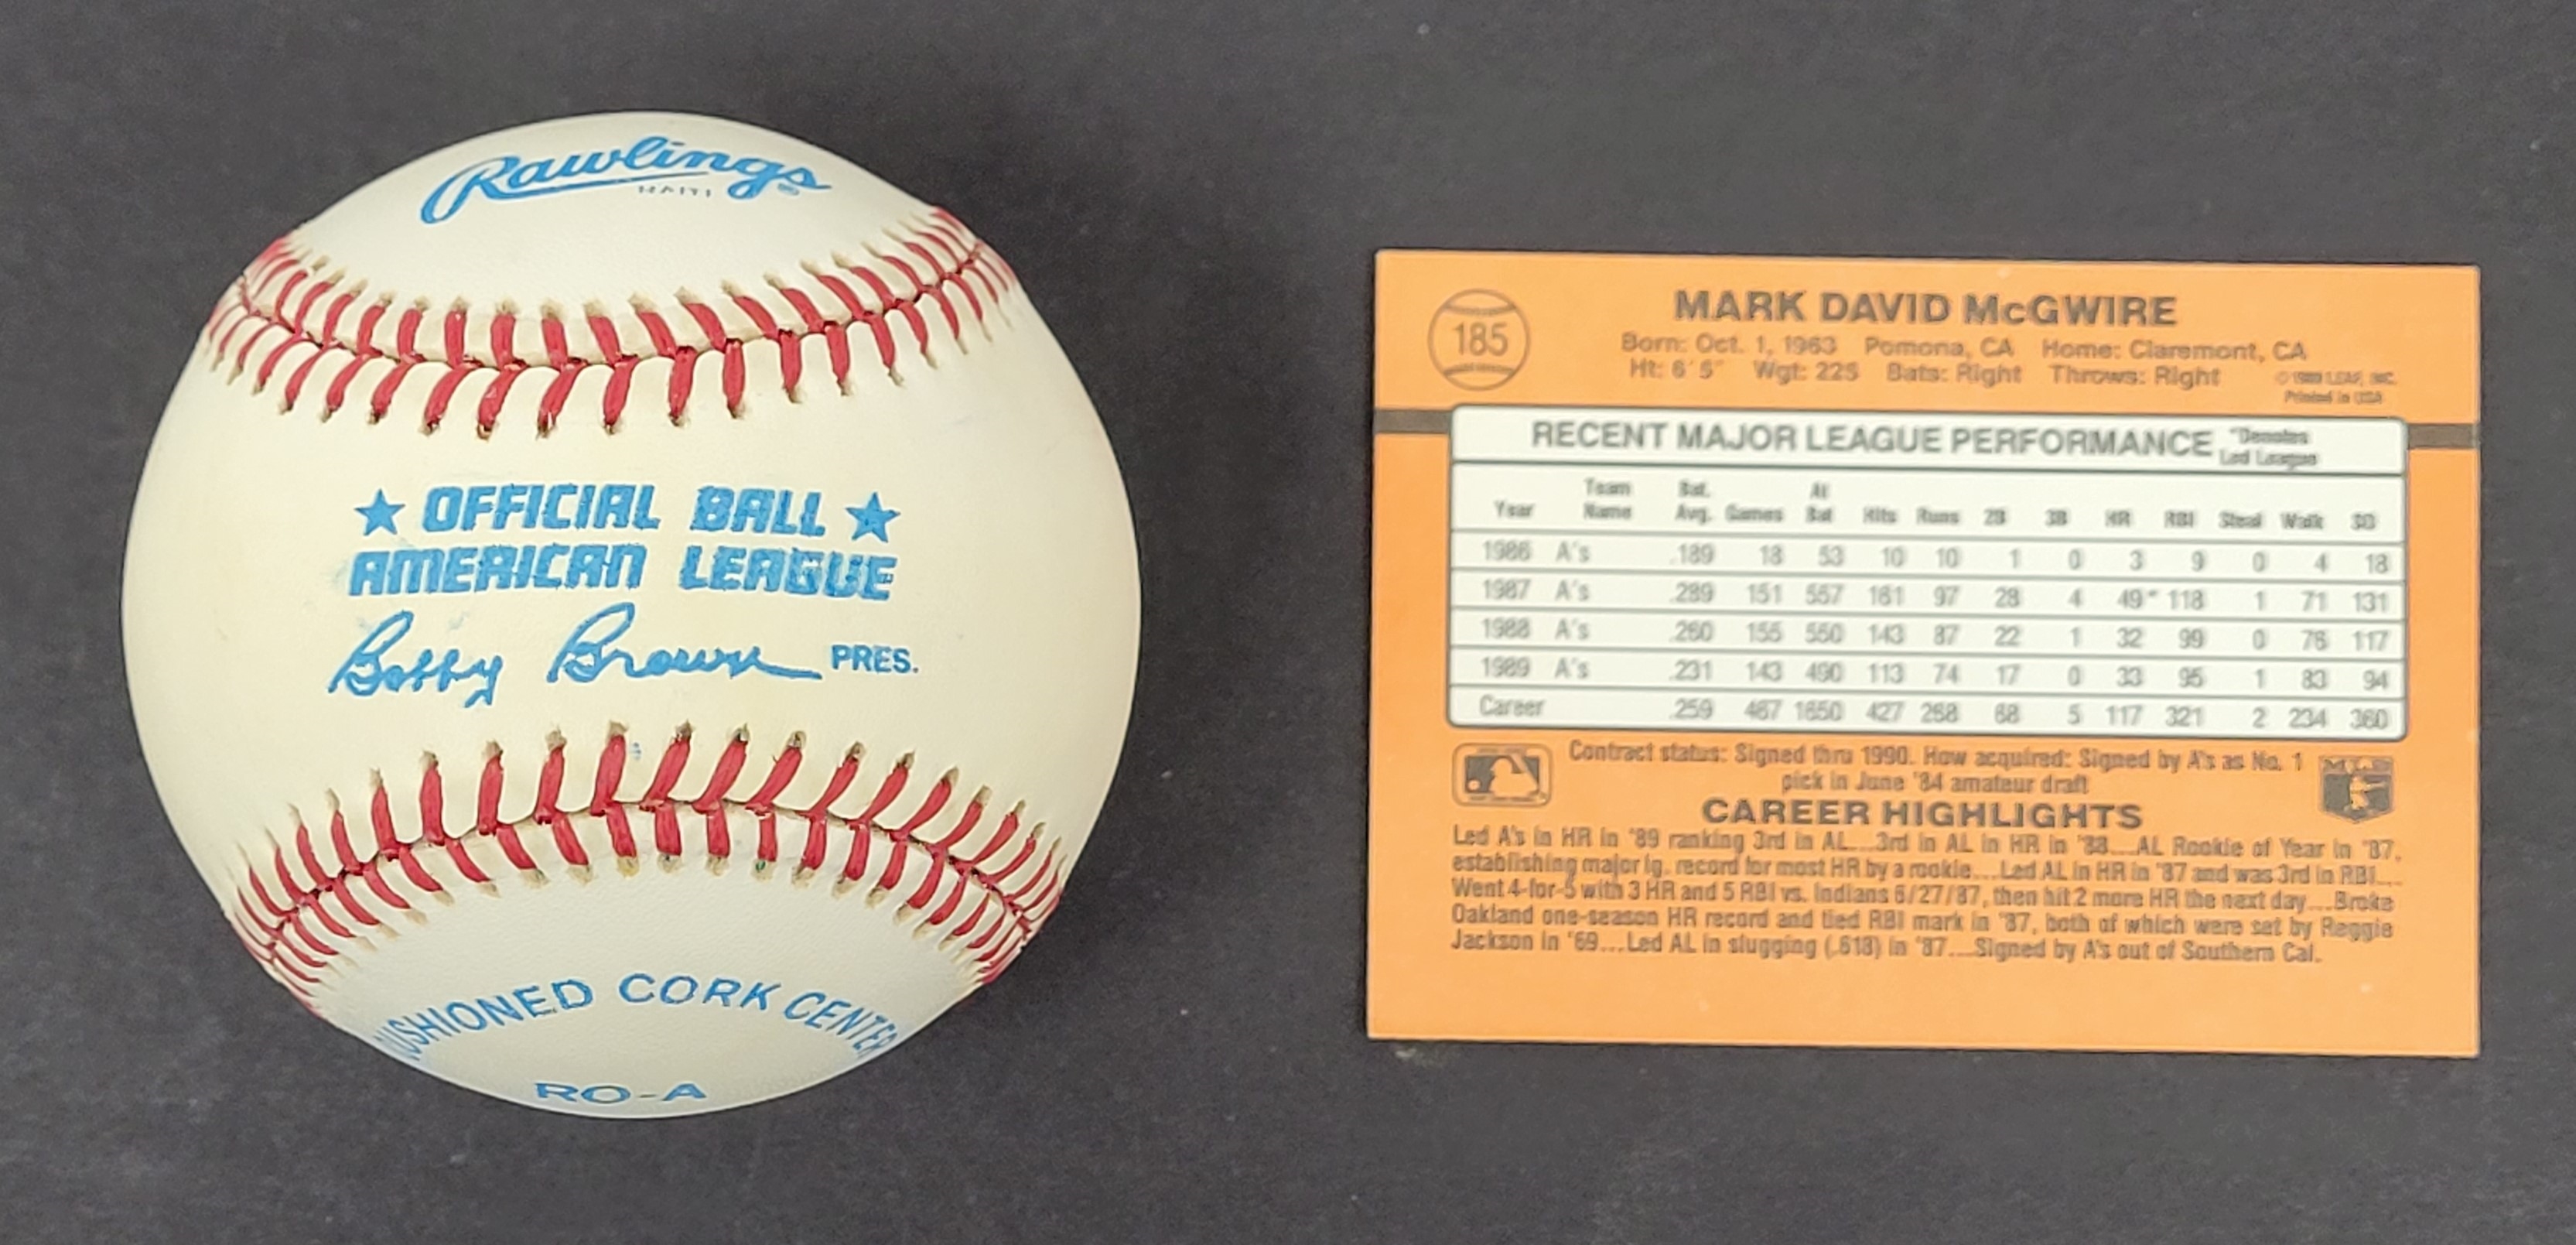 Rawlings®
HAITI
★ OFFICIAL BALL ★
AMERICAN LEAGUE
Bobby Brown PRES.
CUSHIONED CORK CENTER
RO-A
185
MARK DAVID McGWIRE
Born: Oct. 1, 1963 Pomona, CA Home: Claremont, CA
Ht: 6' 5" Wgt: 225 Bats: Right Throws: Right
© LEAF, INC.
Printed in USA
RECENT MAJOR LEAGUE PERFORMANCE *Denotes
Led League
Year Team Name Bat. Avg. Games At Bat Hits Runs 2B 3B HR RBI Steal Walk SO
1986 A's .189 18 53 10 10 1 0 3 9 0 4 18
1987 A's .289 151 557 161 97 28 4 49* 118 1 71 131
1988 A's .260 155 550 143 87 22 1 32 99 0 76 117
1989 A's .231 143 490 113 74 17 0 33 95 1 83 94
Career .259 467 1650 427 268 68 5 117 321 2 234 360
Contract status: Signed thru 1990. How acquired: Signed by A's as No. 1
pick in June '84 amateur draft
MLB
CAREER HIGHLIGHTS
Led A's in HR in '89 ranking 3rd in AL...3rd in AL in HR in '88...AL Rookie of Year in '87,
establishing major lg. record for most HR by a rookie...Led AL in HR in '87 and was 3rd in RBI...
Went 4-for-5 with 3 HR and 5 RBI vs. Indians 6/27/87, then hit 2 more HR the next day...Broke
Oakland one-season HR record and tied RBI mark in '87, both of which were set by Reggie
Jackson in '69...Led AL in slugging (.618) in '87...Signed by A's out of Southern Cal.